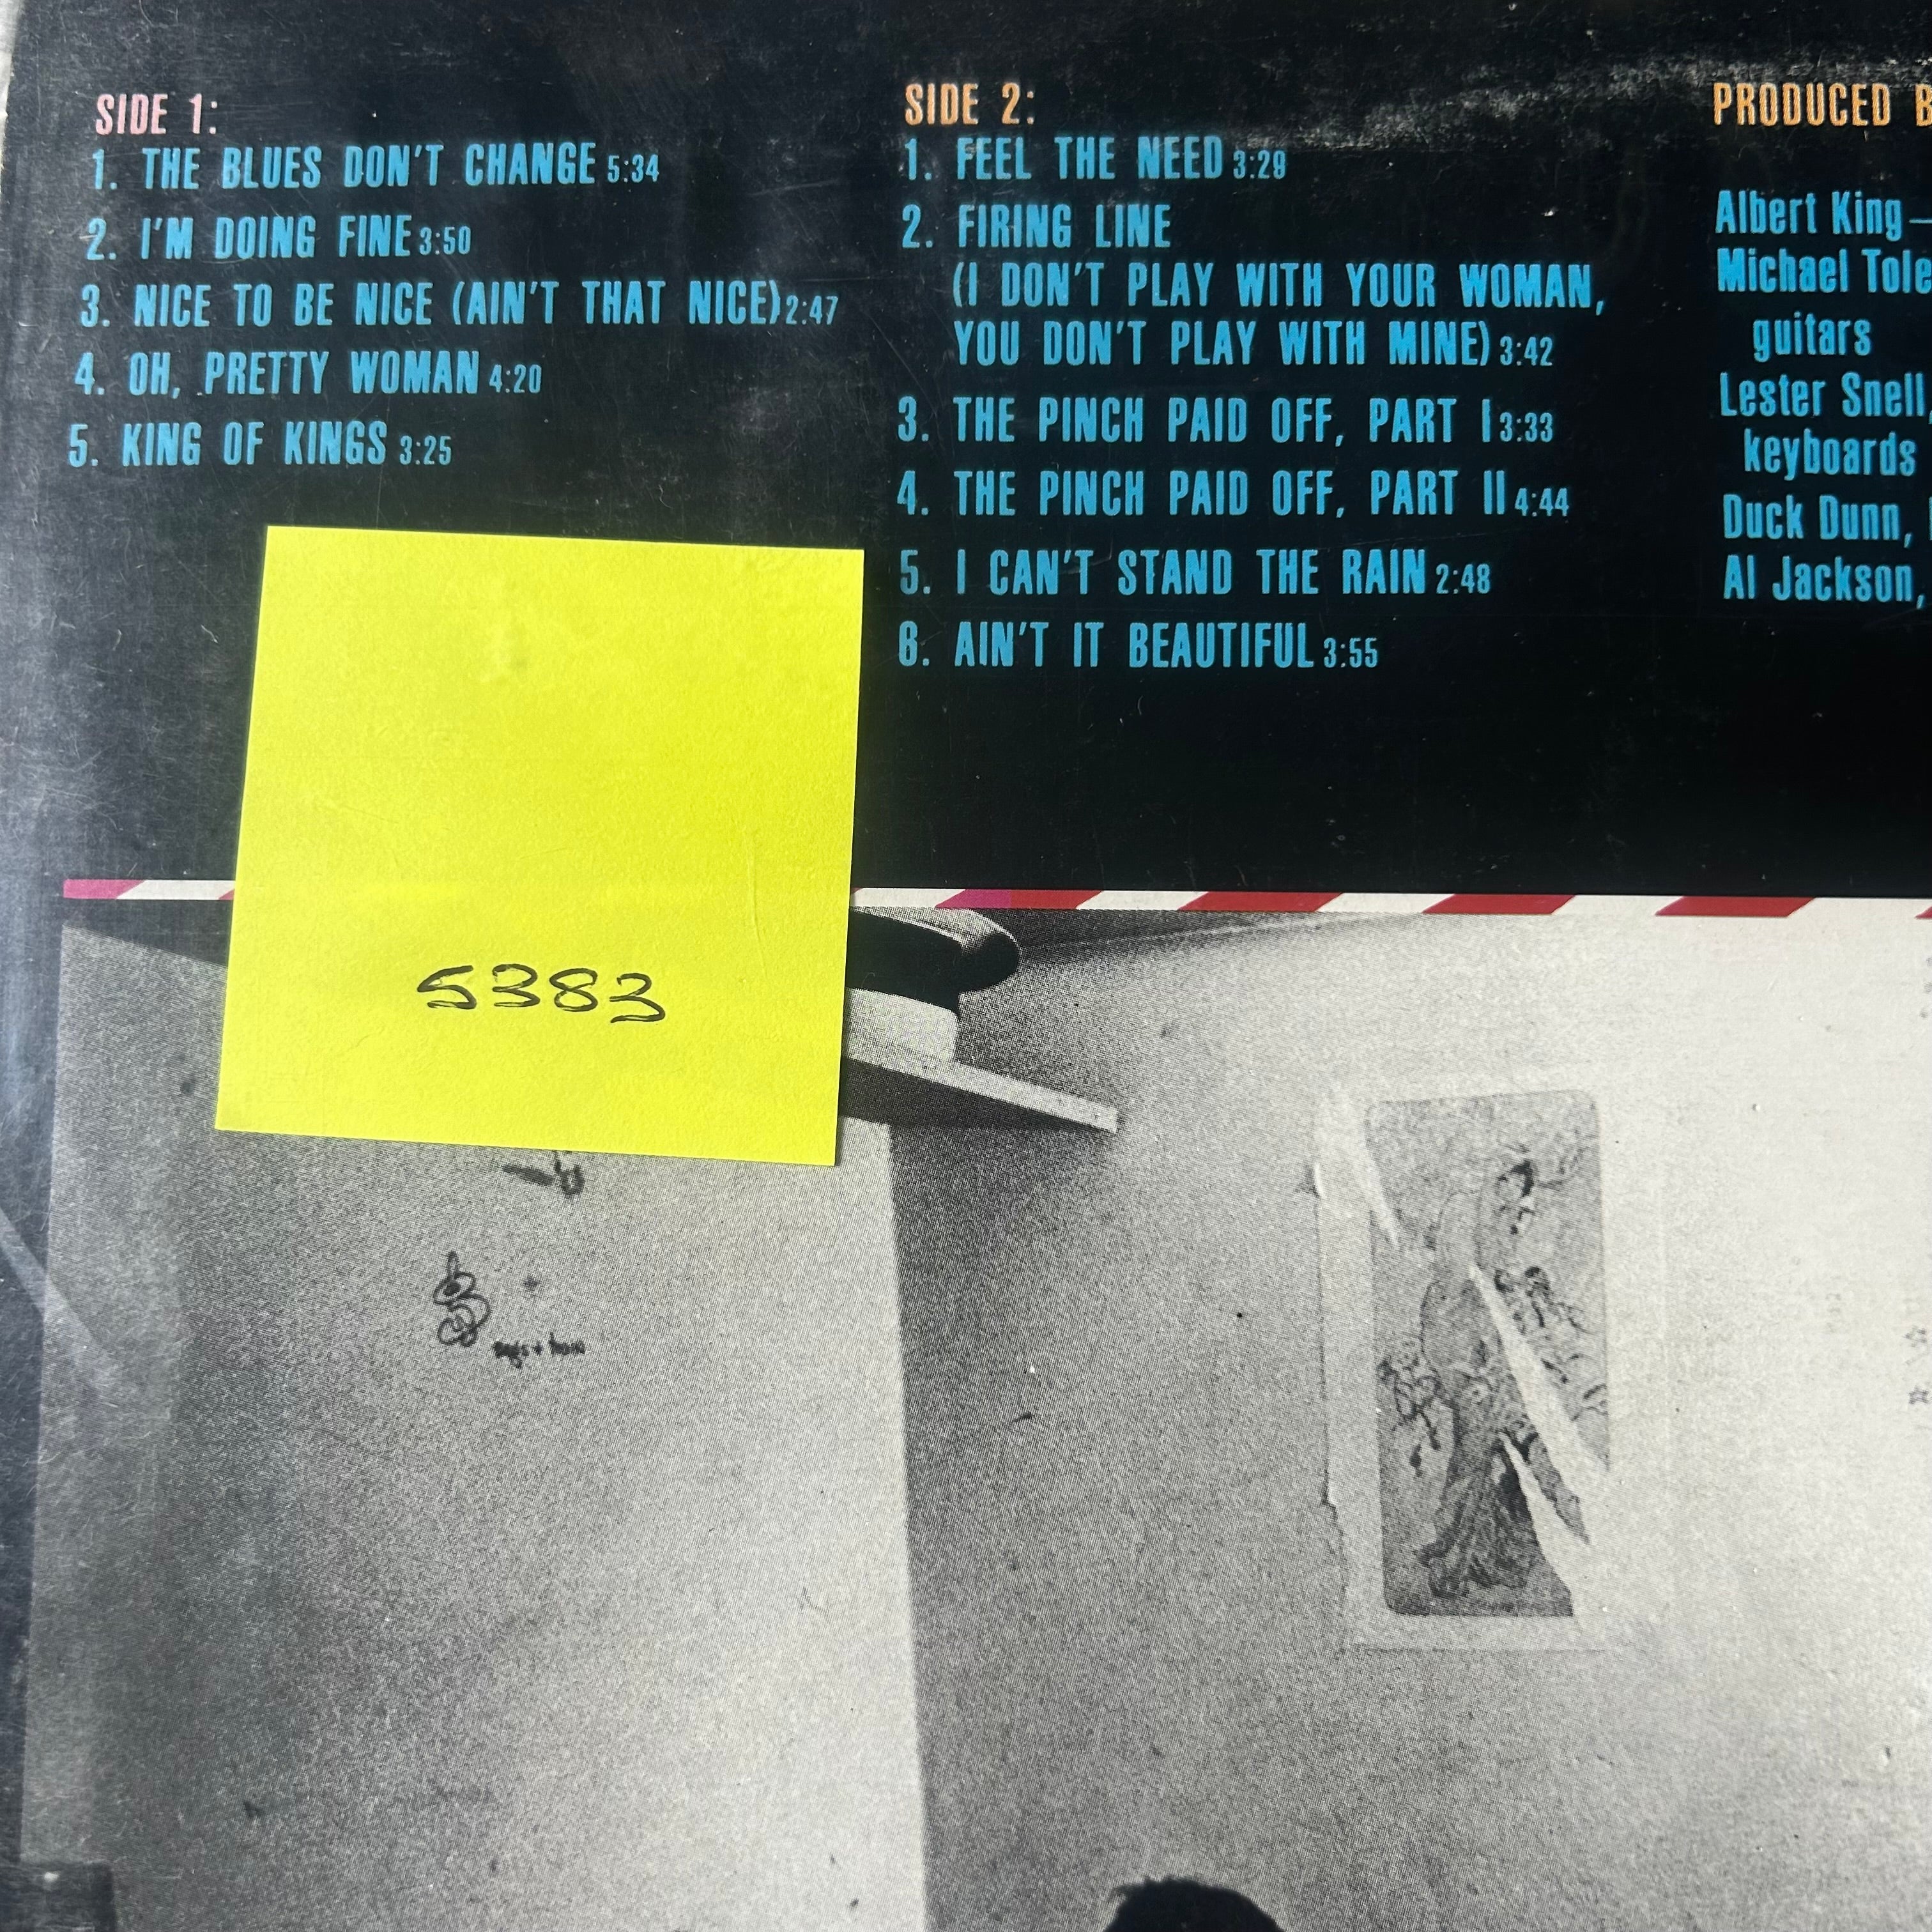 SIDE 1:
1. THE BLUES DON'T CHANGE 5:34
2. I'M DOING FINE 3:50
3. NICE TO BE NICE (AIN'T THAT NICE) 2:47
4. OH, PRETTY WOMAN 4:20
5. KING OF KINGS 3:25
SIDE 2:
1. FEEL THE NEED 3:29
2. FIRING LINE
(I DON'T PLAY WITH YOUR WOMAN,
YOU DON'T PLAY WITH MINE) 3:42
3. THE PINCH PAID OFF, PART I 3:33
4. THE PINCH PAID OFF, PART II 4:44
5. I CAN'T STAND THE RAIN 2:48
6. AIN'T IT BEAUTIFUL 3:55
PRODUCED
Albert King—
Michael
guitars
Lester Snell
keyboards
Duck Dunn,
Al Jackson,
5383